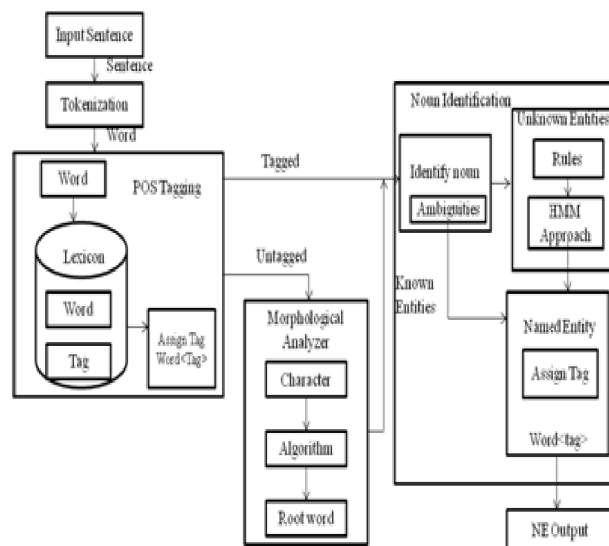 Input Sentence
Sentence
Tokenization
Word
Word
POS Tagging
Lexicon
Word
Tag
Assign Tag
Word<Tag>
Tagged
Untagged
Morphological
Analyzer
Character
Algorithm
Root word
Noun Identification
Identify noun
Ambiguities
Known
Entities
Unknown Entities
Rules
HMM
Approach
Named Entity
Assign Tag
Word<tag>
NE Output